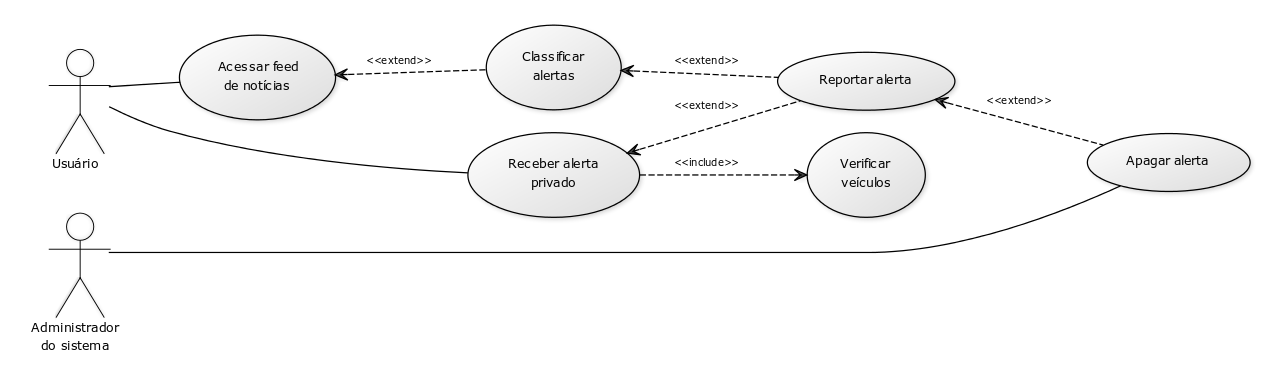 Acessar feed
de notícias
<<extend>>
Classificar
alertas
<<extend>>
Reportar alerta
<<extend>>
<<extend>>
Apagar alerta
Usuário
Receber alerta
privado
<<include>>
Verificar
veículos
Administrador
do sistema